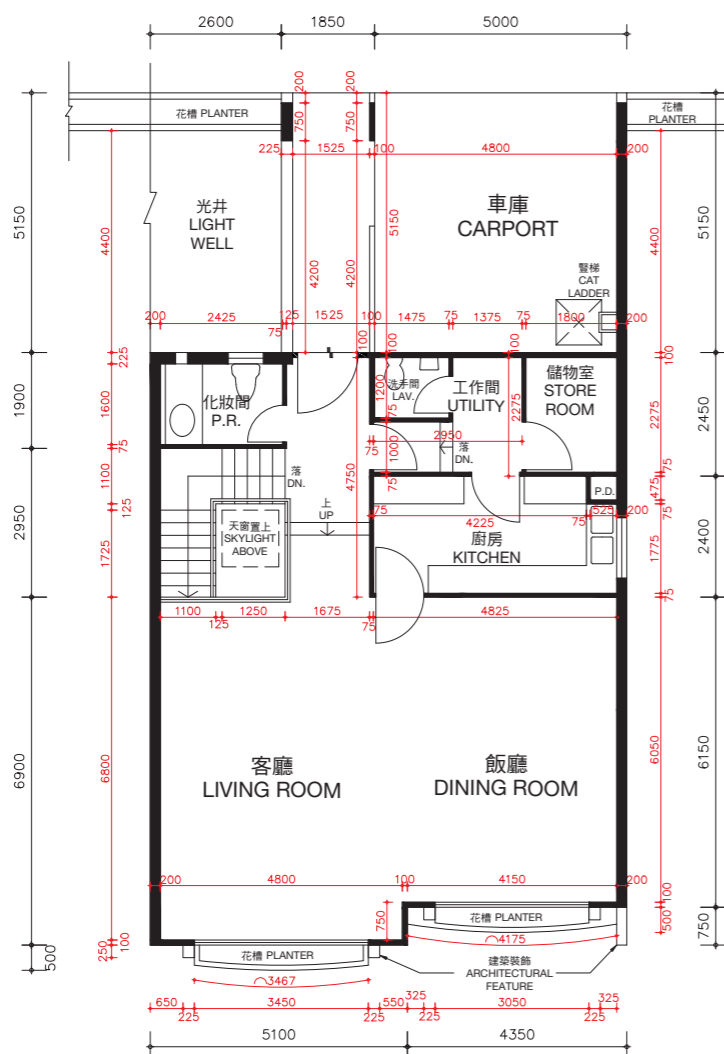 2600 1850 5000
200 200
花槽 PLANTER
花槽
PLANTER
750 750
225 1525 100 4800 200
光井
LIGHT
WELL
車庫
CARPORT
5150 4400 5150 4400 5150
4200 4200
豎梯
CAT
LADDER
200 2425 125 1525 100 1475 75 1375 75 1800 200
75
225 100 100 100 100
1900 1600
化妝間
P.R.
洗手間
LAV.
1200
工作間
UTILITY
2275
儲物室
STORE
ROOM
2275 2450
75 75
2950
75 1000
落
DN.
落
DN.
75 75
1100 4750
2950 125
上
UP
天窗置上
SKYLIGHT
ABOVE
P.D.
475 75
75 4225 75 525 200
廚房
KITCHEN
1725 1775 2400
75
1100 1250 1675 4825
125 75
客廳
LIVING ROOM
飯廳
DINING ROOM
6900 6800 6050 6150
200 4800 100 4150 200
100
750
花槽 PLANTER
500 750
4175
250 100
500
花槽 PLANTER
建築裝飾
ARCHITECTURAL
FEATURE
3467
650 3450 550 325 3050 325
225 225 225 225
5100 4350